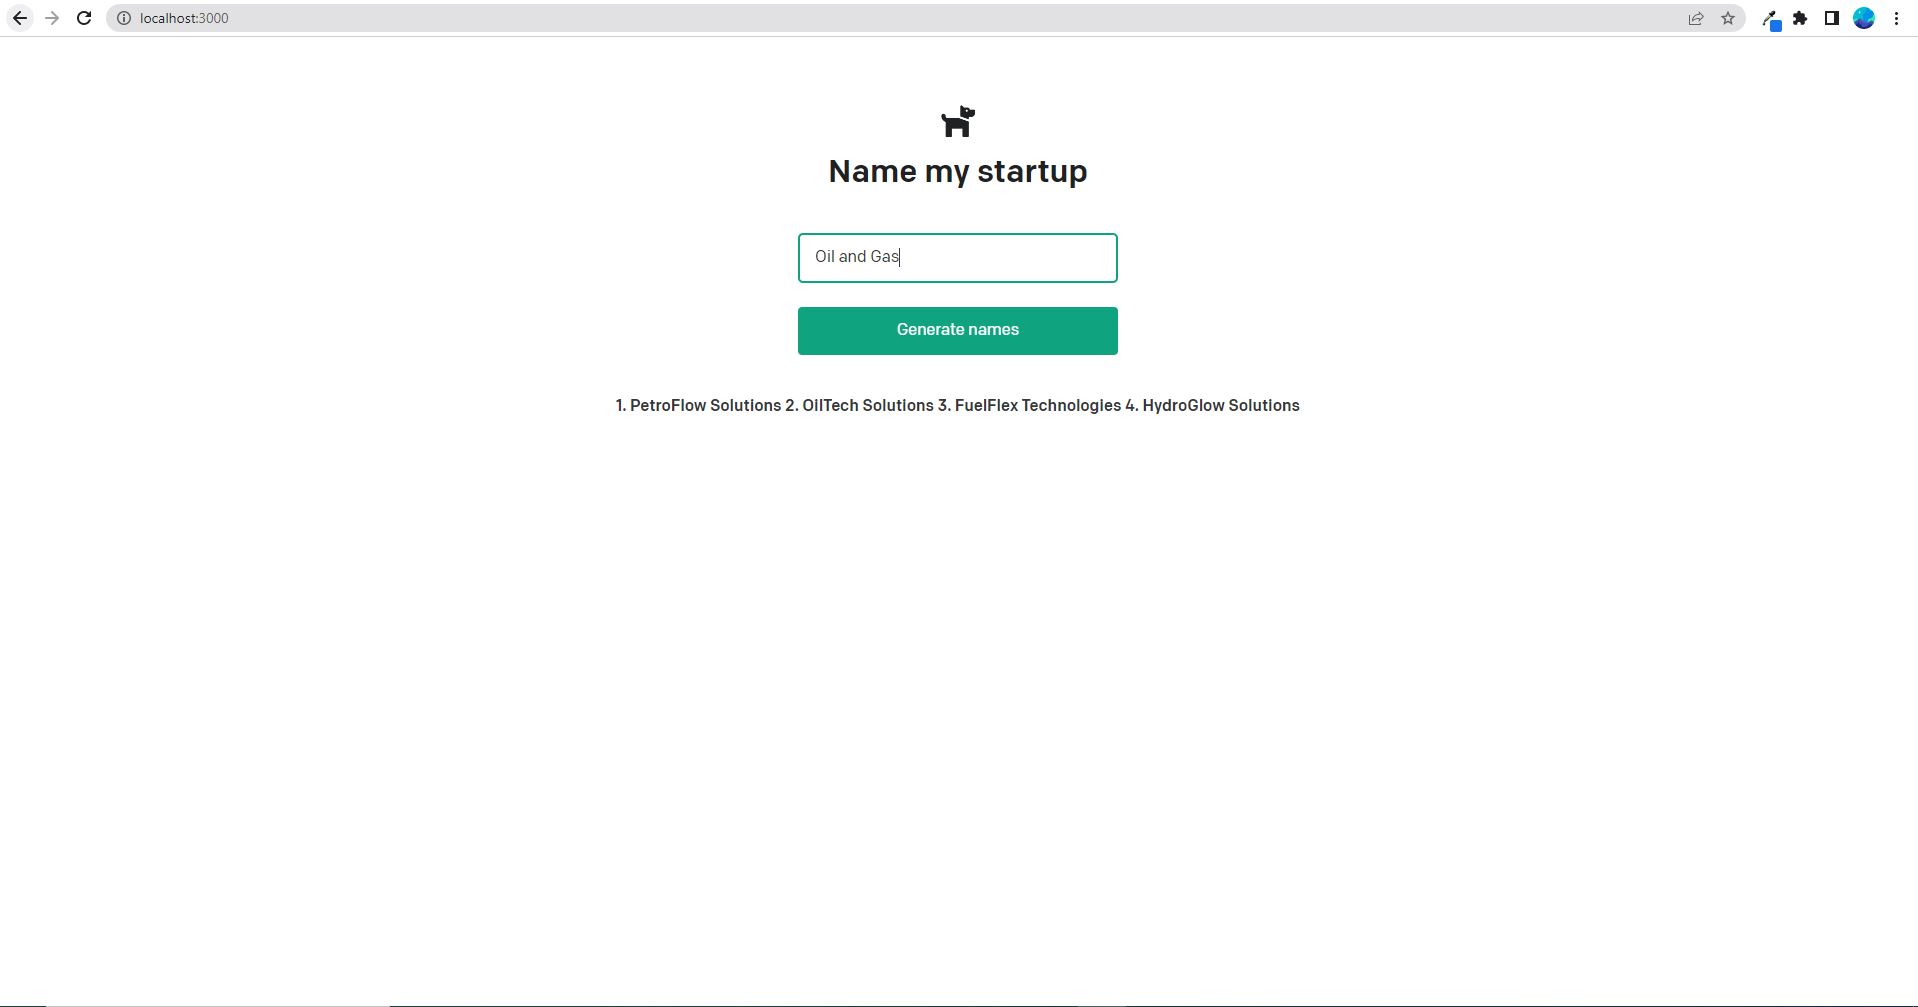 localhost:3000
Name my startup
Oil and Gas
Generate names
1. PetroFlow Solutions 2. OilTech Solutions 3. FuelFlex Technologies 4. HydroGlow Solutions